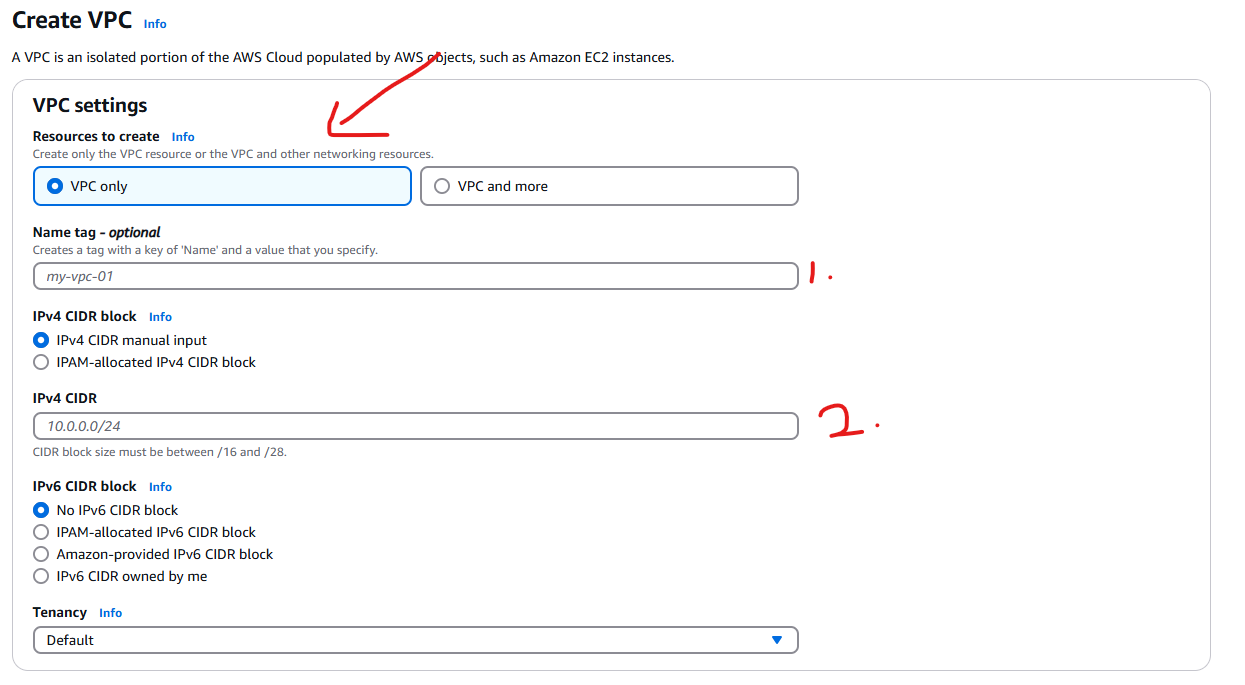 Create VPC Info
A VPC is an isolated portion of the AWS Cloud populated by AWS objects, such as Amazon EC2 instances.
VPC settings
Resources to create Info
Create only the VPC resource or the VPC and other networking resources.
VPC only VPC and more
Name tag - optional
Creates a tag with a key of 'Name' and a value that you specify.
my-vpc-01 1.
IPv4 CIDR block Info
IPv4 CIDR manual input
IPAM-allocated IPv4 CIDR block
IPv4 CIDR
10.0.0.0/24 2.
CIDR block size must be between /16 and /28.
IPv6 CIDR block Info
No IPv6 CIDR block
IPAM-allocated IPv6 CIDR block
Amazon-provided IPv6 CIDR block
IPv6 CIDR owned by me
Tenancy Info
Default